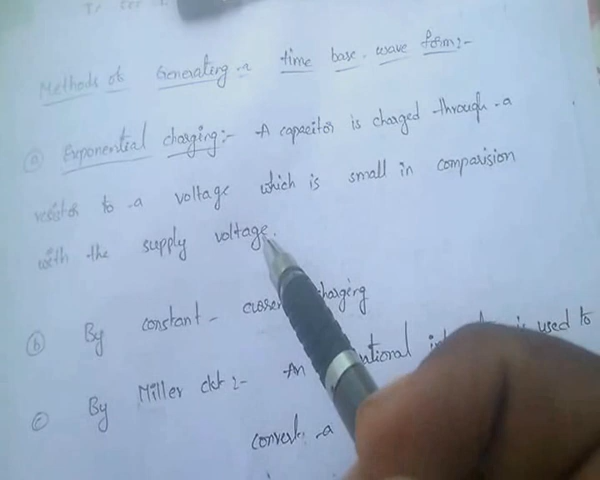 Methods of Generating a time base wave form:-
(a) Exponential charging:- A capacitor is charged through a
resistor to a voltage which is small in comparision
with the supply voltage.
(b) By constant- charging
(c) By Miller ckt:- An is used to
convert a